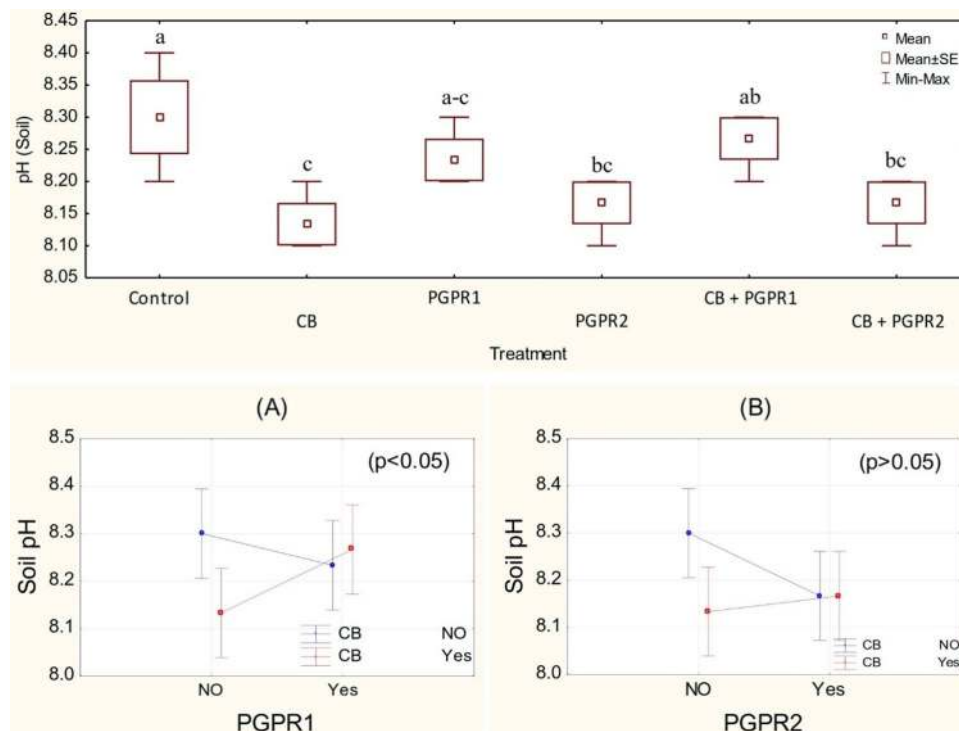 8.45
8.40
8.35
8.30
8.25
8.20
8.15
8.10
8.05
pH (Soil)
a
c
a-c
bc
ab
bc
Mean
Mean±SE
Min-Max
Control
CB
PGPR1
PGPR2
CB + PGPR1
CB + PGPR2
Treatment
(A)
8.5
8.4
8.3
8.2
8.1
8.0
Soil pH
(p<0.05)
CB NO
CB Yes
NO Yes
PGPR1
(B)
8.5
8.4
8.3
8.2
8.1
8.0
Soil pH
(p>0.05)
CB NO
CB Yes
NO Yes
PGPR2